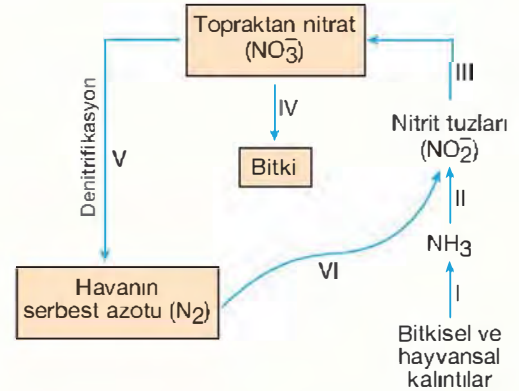 Topraktan nitrat
(NO₃⁻)
III
IV
Nitrit tuzları
(NO₂⁻)
Denitrifikasyon
V
Bitki
II
NH₃
VI
Havanın
serbest azotu (N₂)
I
Bitkisel ve
hayvansal
kalıntılar